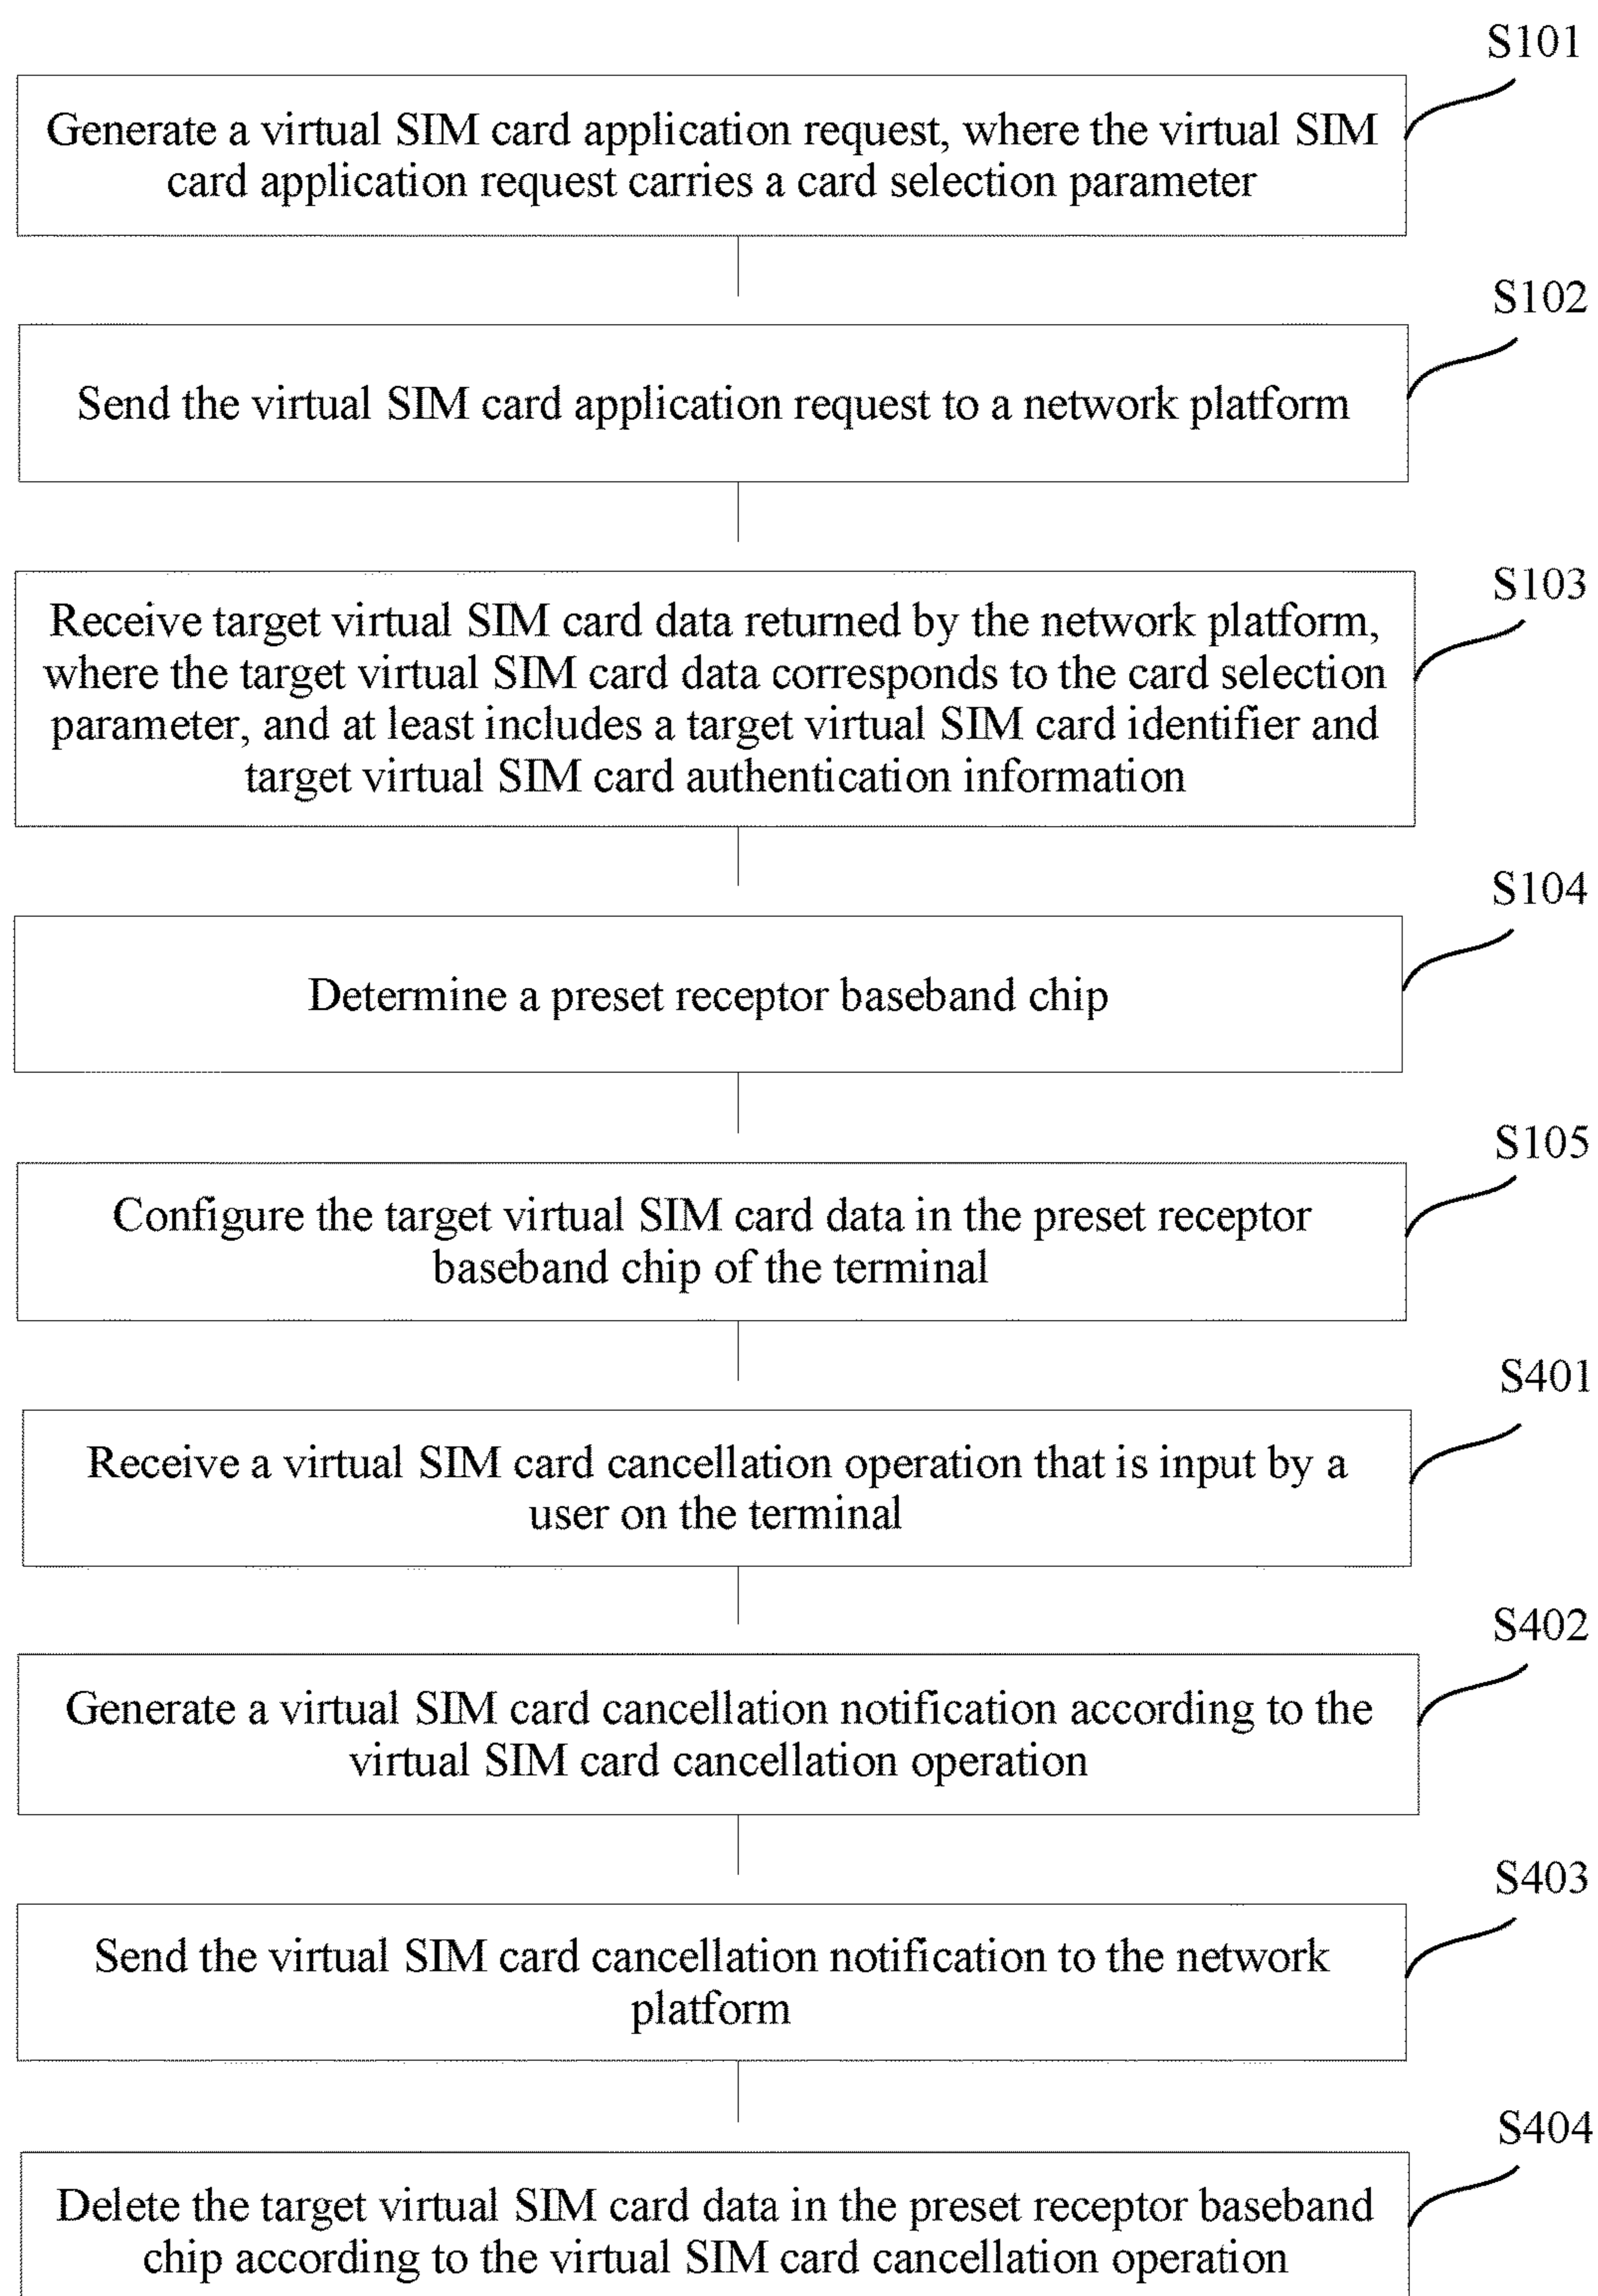 S101
Generate a virtual SIM card application request, where the virtual SIM
card application request carries a card selection parameter
S102
Send the virtual SIM card application request to a network platform
S103
Receive target virtual SIM card data returned by the network platform,
where the target virtual SIM card data corresponds to the card selection
parameter, and at least includes a target virtual SIM card identifier and
target virtual SIM card authentication information
S104
Determine a preset receptor baseband chip
S105
Configure the target virtual SIM card data in the preset receptor
baseband chip of the terminal
S401
Receive a virtual SIM card cancellation operation that is input by a
user on the terminal
S402
Generate a virtual SIM card cancellation notification according to the
virtual SIM card cancellation operation
S403
Send the virtual SIM card cancellation notification to the network
platform
S404
Delete the target virtual SIM card data in the preset receptor baseband
chip according to the virtual SIM card cancellation operation